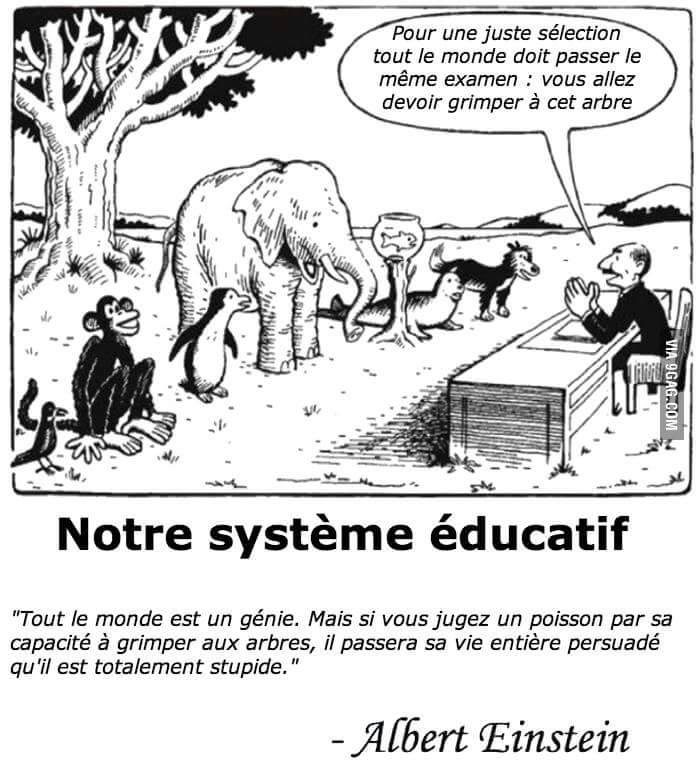 Pour une juste sélection
tout le monde doit passer le
même examen : vous allez
devoir grimper à cet arbre
VIA 9GAG.COM
Notre système éducatif
"Tout le monde est un génie. Mais si vous jugez un poisson par sa
capacité à grimper aux arbres, il passera sa vie entière persuadé
qu'il est totalement stupide."
- Albert Einstein